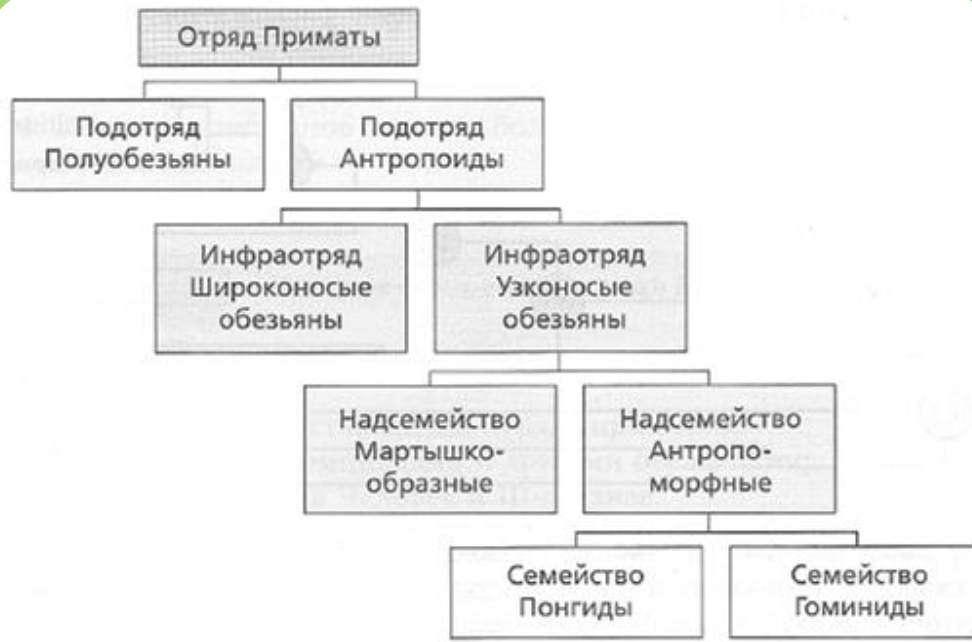 Отряд Приматы
Подотряд
Полуобезьяны
Подотряд
Антропоиды
Инфраотряд
Широконосые
обезьяны
Инфраотряд
Узконосые
обезьяны
Надсемейство
Мартышко-
образные
Надсемейство
Антропо-
морфные
Семейство
Понгиды
Семейство
Гоминиды